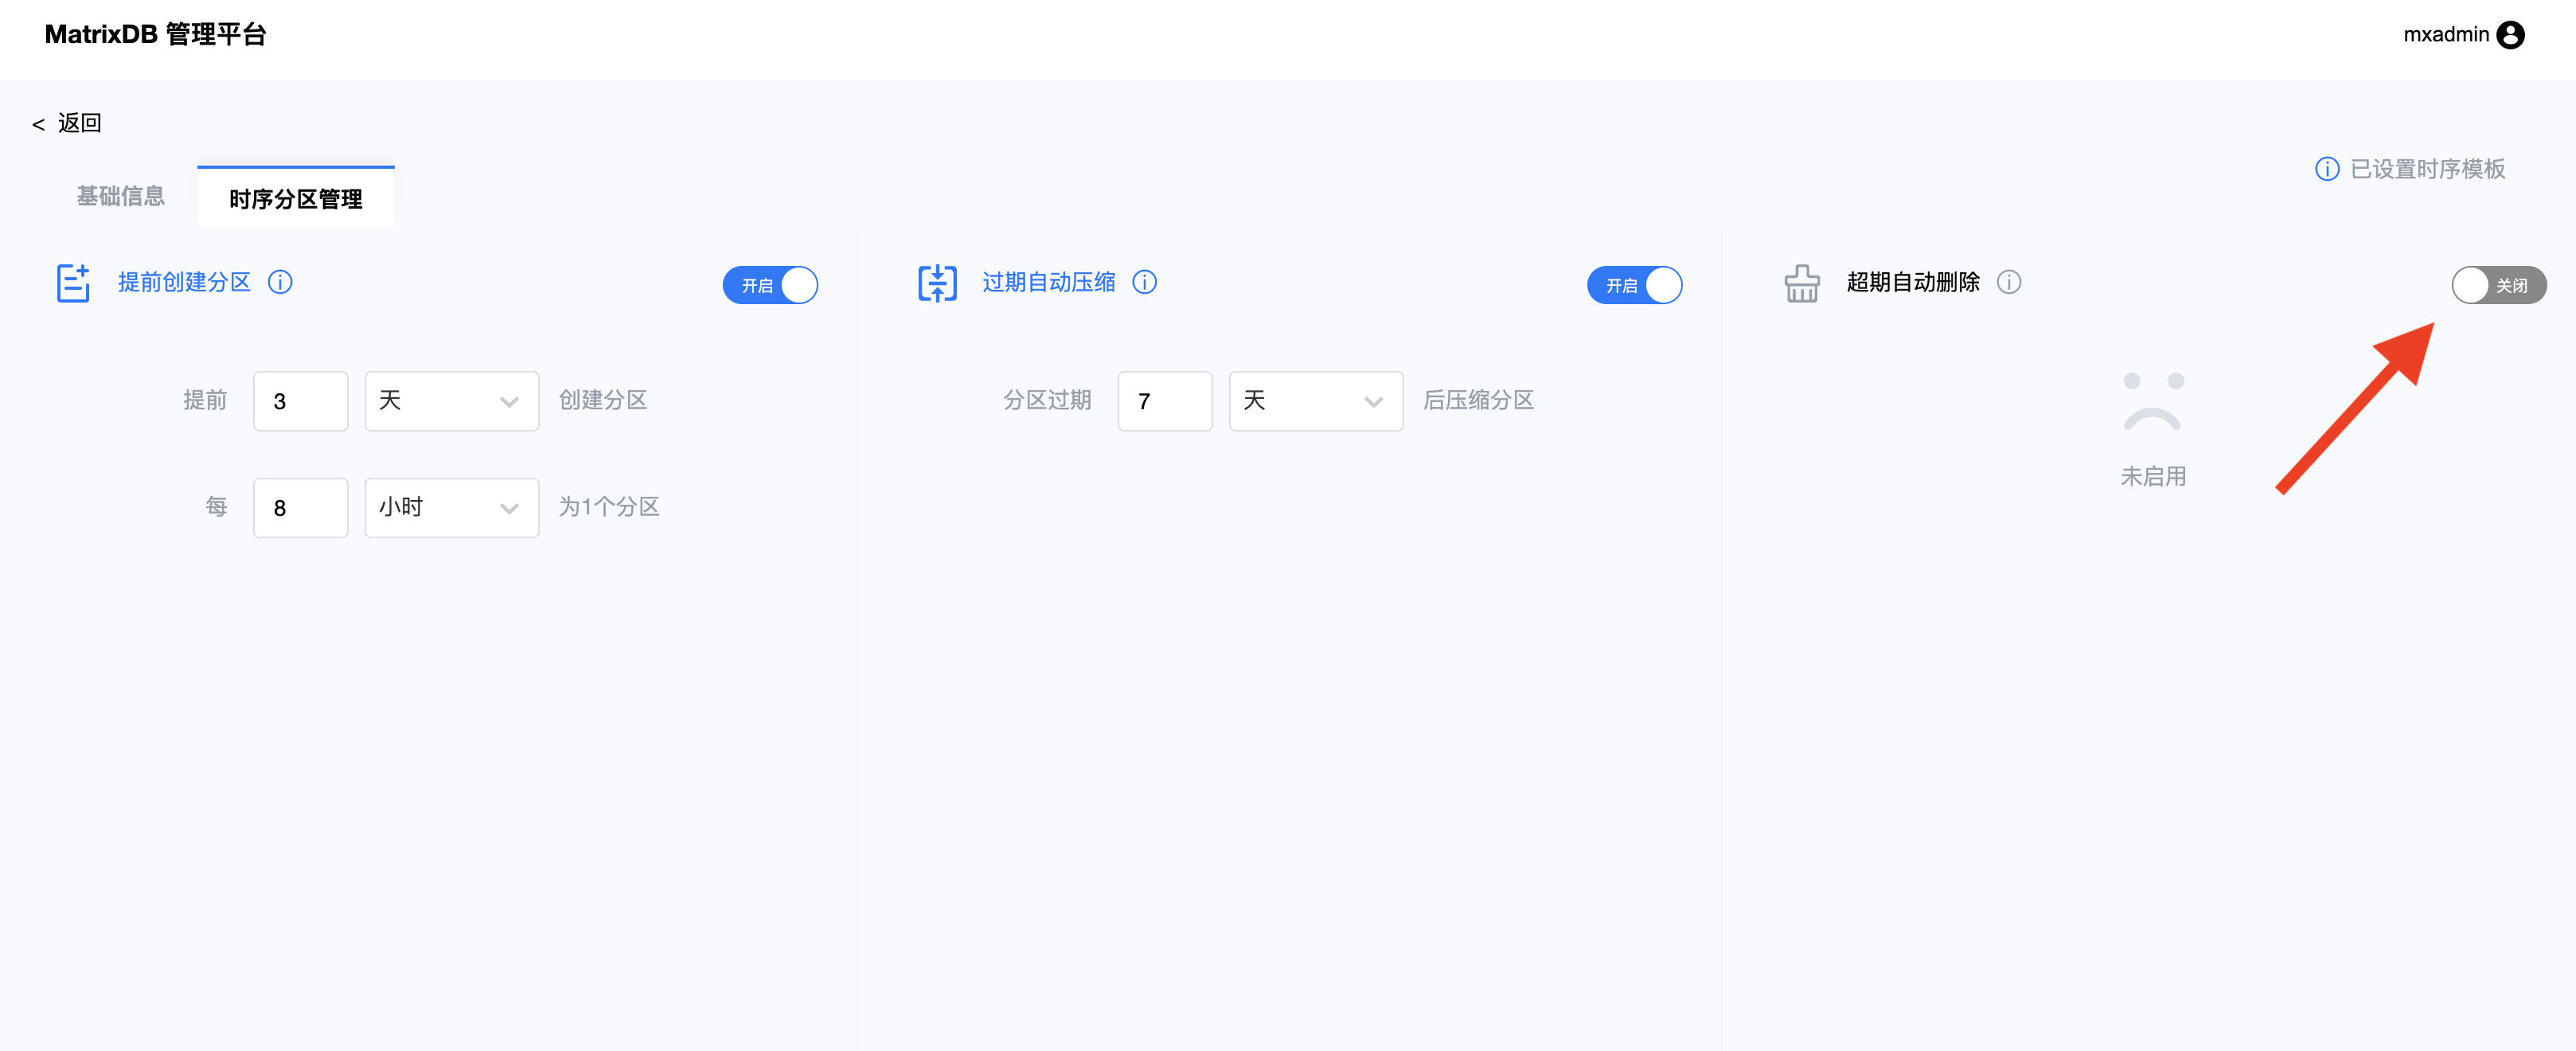 MatrixDB 管理平台
mxadmin
< 返回
基础信息
时序分区管理
已设置时序模板
提前创建分区
开启
提前 3 天 创建分区
每 8 小时 为1个分区
过期自动压缩
开启
分区过期 7 天 后压缩分区
超期自动删除
关闭
未启用